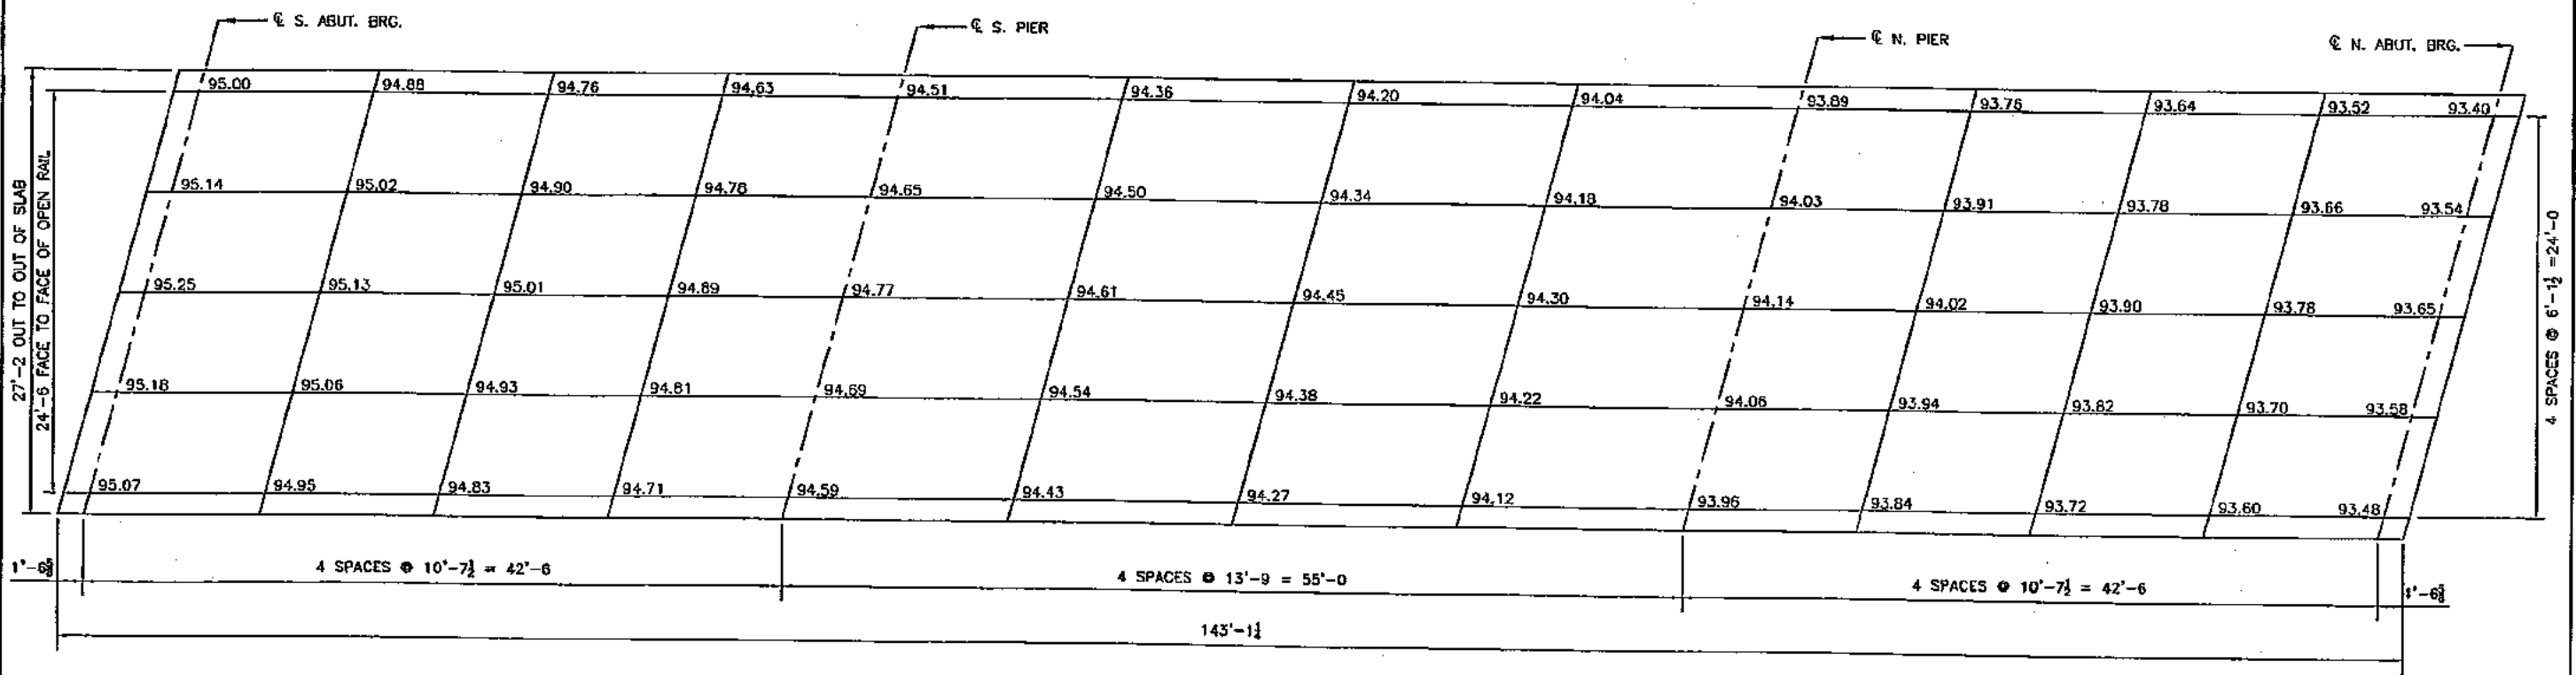 ℄ S. ABUT. BRG.
℄ S. PIER
℄ N. PIER
℄ N. ABUT. BRG.
95.00 94.88 94.76 94.63 94.51 94.36 94.20 94.04 93.89 93.76 93.64 93.52 93.40
95.14 95.02 94.90 94.78 94.65 94.50 94.34 94.18 94.03 93.91 93.78 93.66 93.54
95.25 95.13 95.01 94.89 94.77 94.61 94.45 94.30 94.14 94.02 93.90 93.78 93.65
95.18 95.06 94.93 94.81 94.69 94.54 94.38 94.22 94.06 93.94 93.82 93.70 93.58
95.07 94.95 94.83 94.71 94.59 94.43 94.27 94.12 93.96 93.84 93.72 93.60 93.48
27'-2 OUT TO OUT OF SLAB
24'-6 FACE TO FACE OF OPEN RAIL
4 SPACES @ 6'-1½ =24'-0
1'-6⅝
4 SPACES @ 10'-7½ = 42'-6
4 SPACES @ 13'-9 = 55'-0
4 SPACES @ 10'-7½ = 42'-6
1'-6⅝
143'-1¼